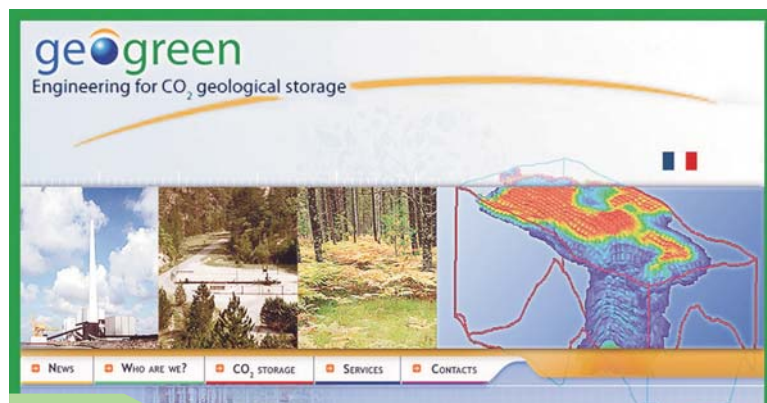 geogreen
Engineering for CO₂ geological storage
NEWS
WHO ARE WE?
CO₂ STORAGE
SERVICES
CONTACTS